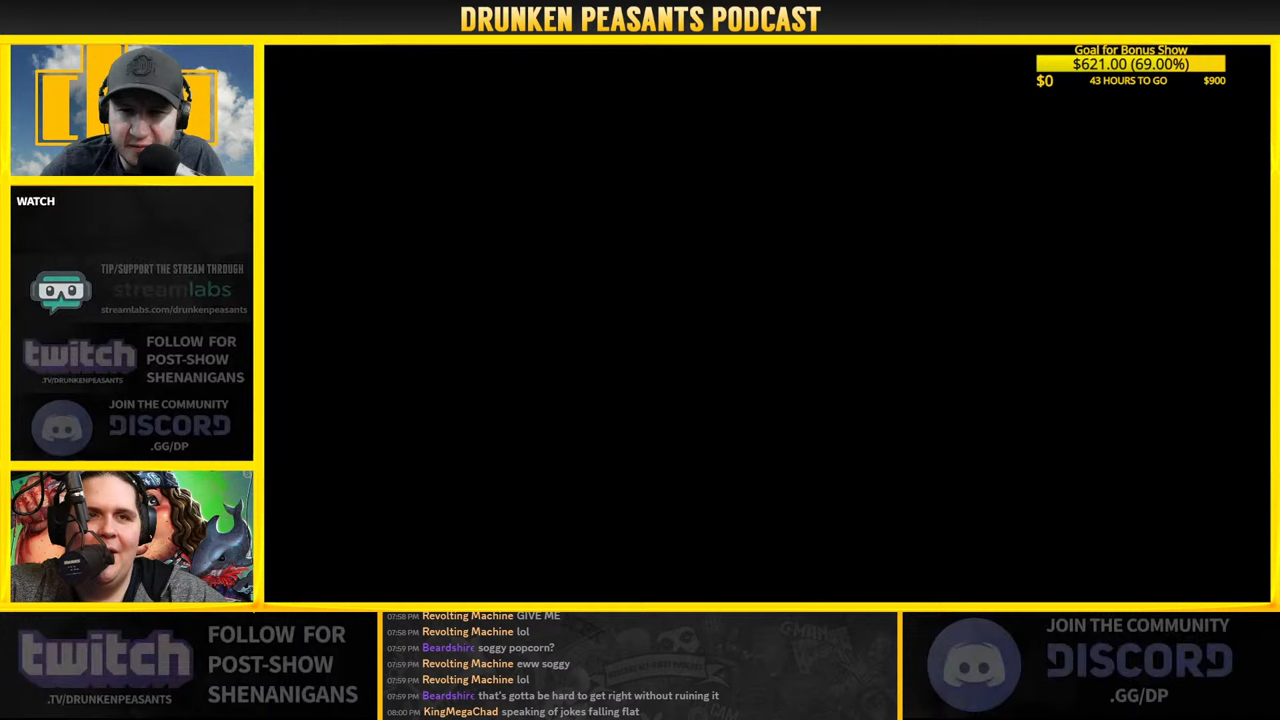 DRUNKEN PEASANTS PODCAST
Goal for Bonus Show
$621.00 (69.00%)
$0 43 HOURS TO GO $900
WATCH
TIP/SUPPORT THE STREAM THROUGH
streamlabs
streamlabs.com/drunkenpeasants
twitch
.TV/DRUNKENPEASANTS
FOLLOW FOR
POST-SHOW
SHENANIGANS
JOIN THE COMMUNITY
DISCORD
.GG/DP
twitch
.TV/DRUNKENPEASANTS
FOLLOW FOR
POST-SHOW
SHENANIGANS
07:58 PM Revolting Machine GIVE ME
07:58 PM Revolting Machine lol
07:59 PM Beardshire soggy popcorn?
07:59 PM Revolting Machine eww soggy
07:59 PM Revolting Machine lol
07:59 PM Beardshire that's gotta be hard to get right without ruining it
08:00 PM KingMegaChad speaking of jokes falling flat
JOIN THE COMMUNITY
DISCORD
.GG/DP